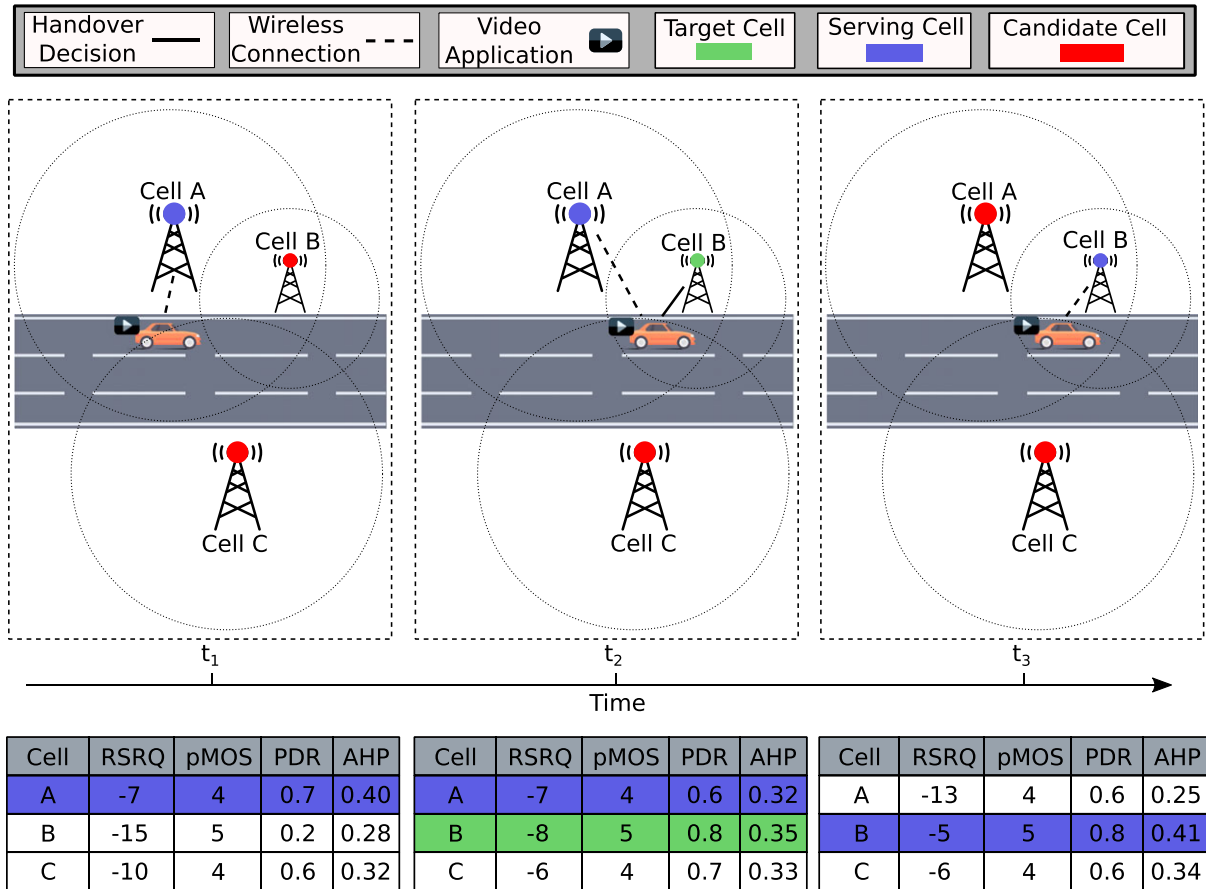 Handover Decision
Wireless Connection
Video Application
Target Cell
Serving Cell
Candidate Cell
Cell A
Cell B
Cell C
Cell A
Cell B
Cell C
Cell A
Cell B
Cell C
t1
t2
t3
Time
Cell RSRQ pMOS PDR AHP
A -7 4 0.7 0.40
B -15 5 0.2 0.28
C -10 4 0.6 0.32
Cell RSRQ pMOS PDR AHP
A -7 4 0.6 0.32
B -8 5 0.8 0.35
C -6 4 0.7 0.33
Cell RSRQ pMOS PDR AHP
A -13 4 0.6 0.25
B -5 5 0.8 0.41
C -6 4 0.6 0.34